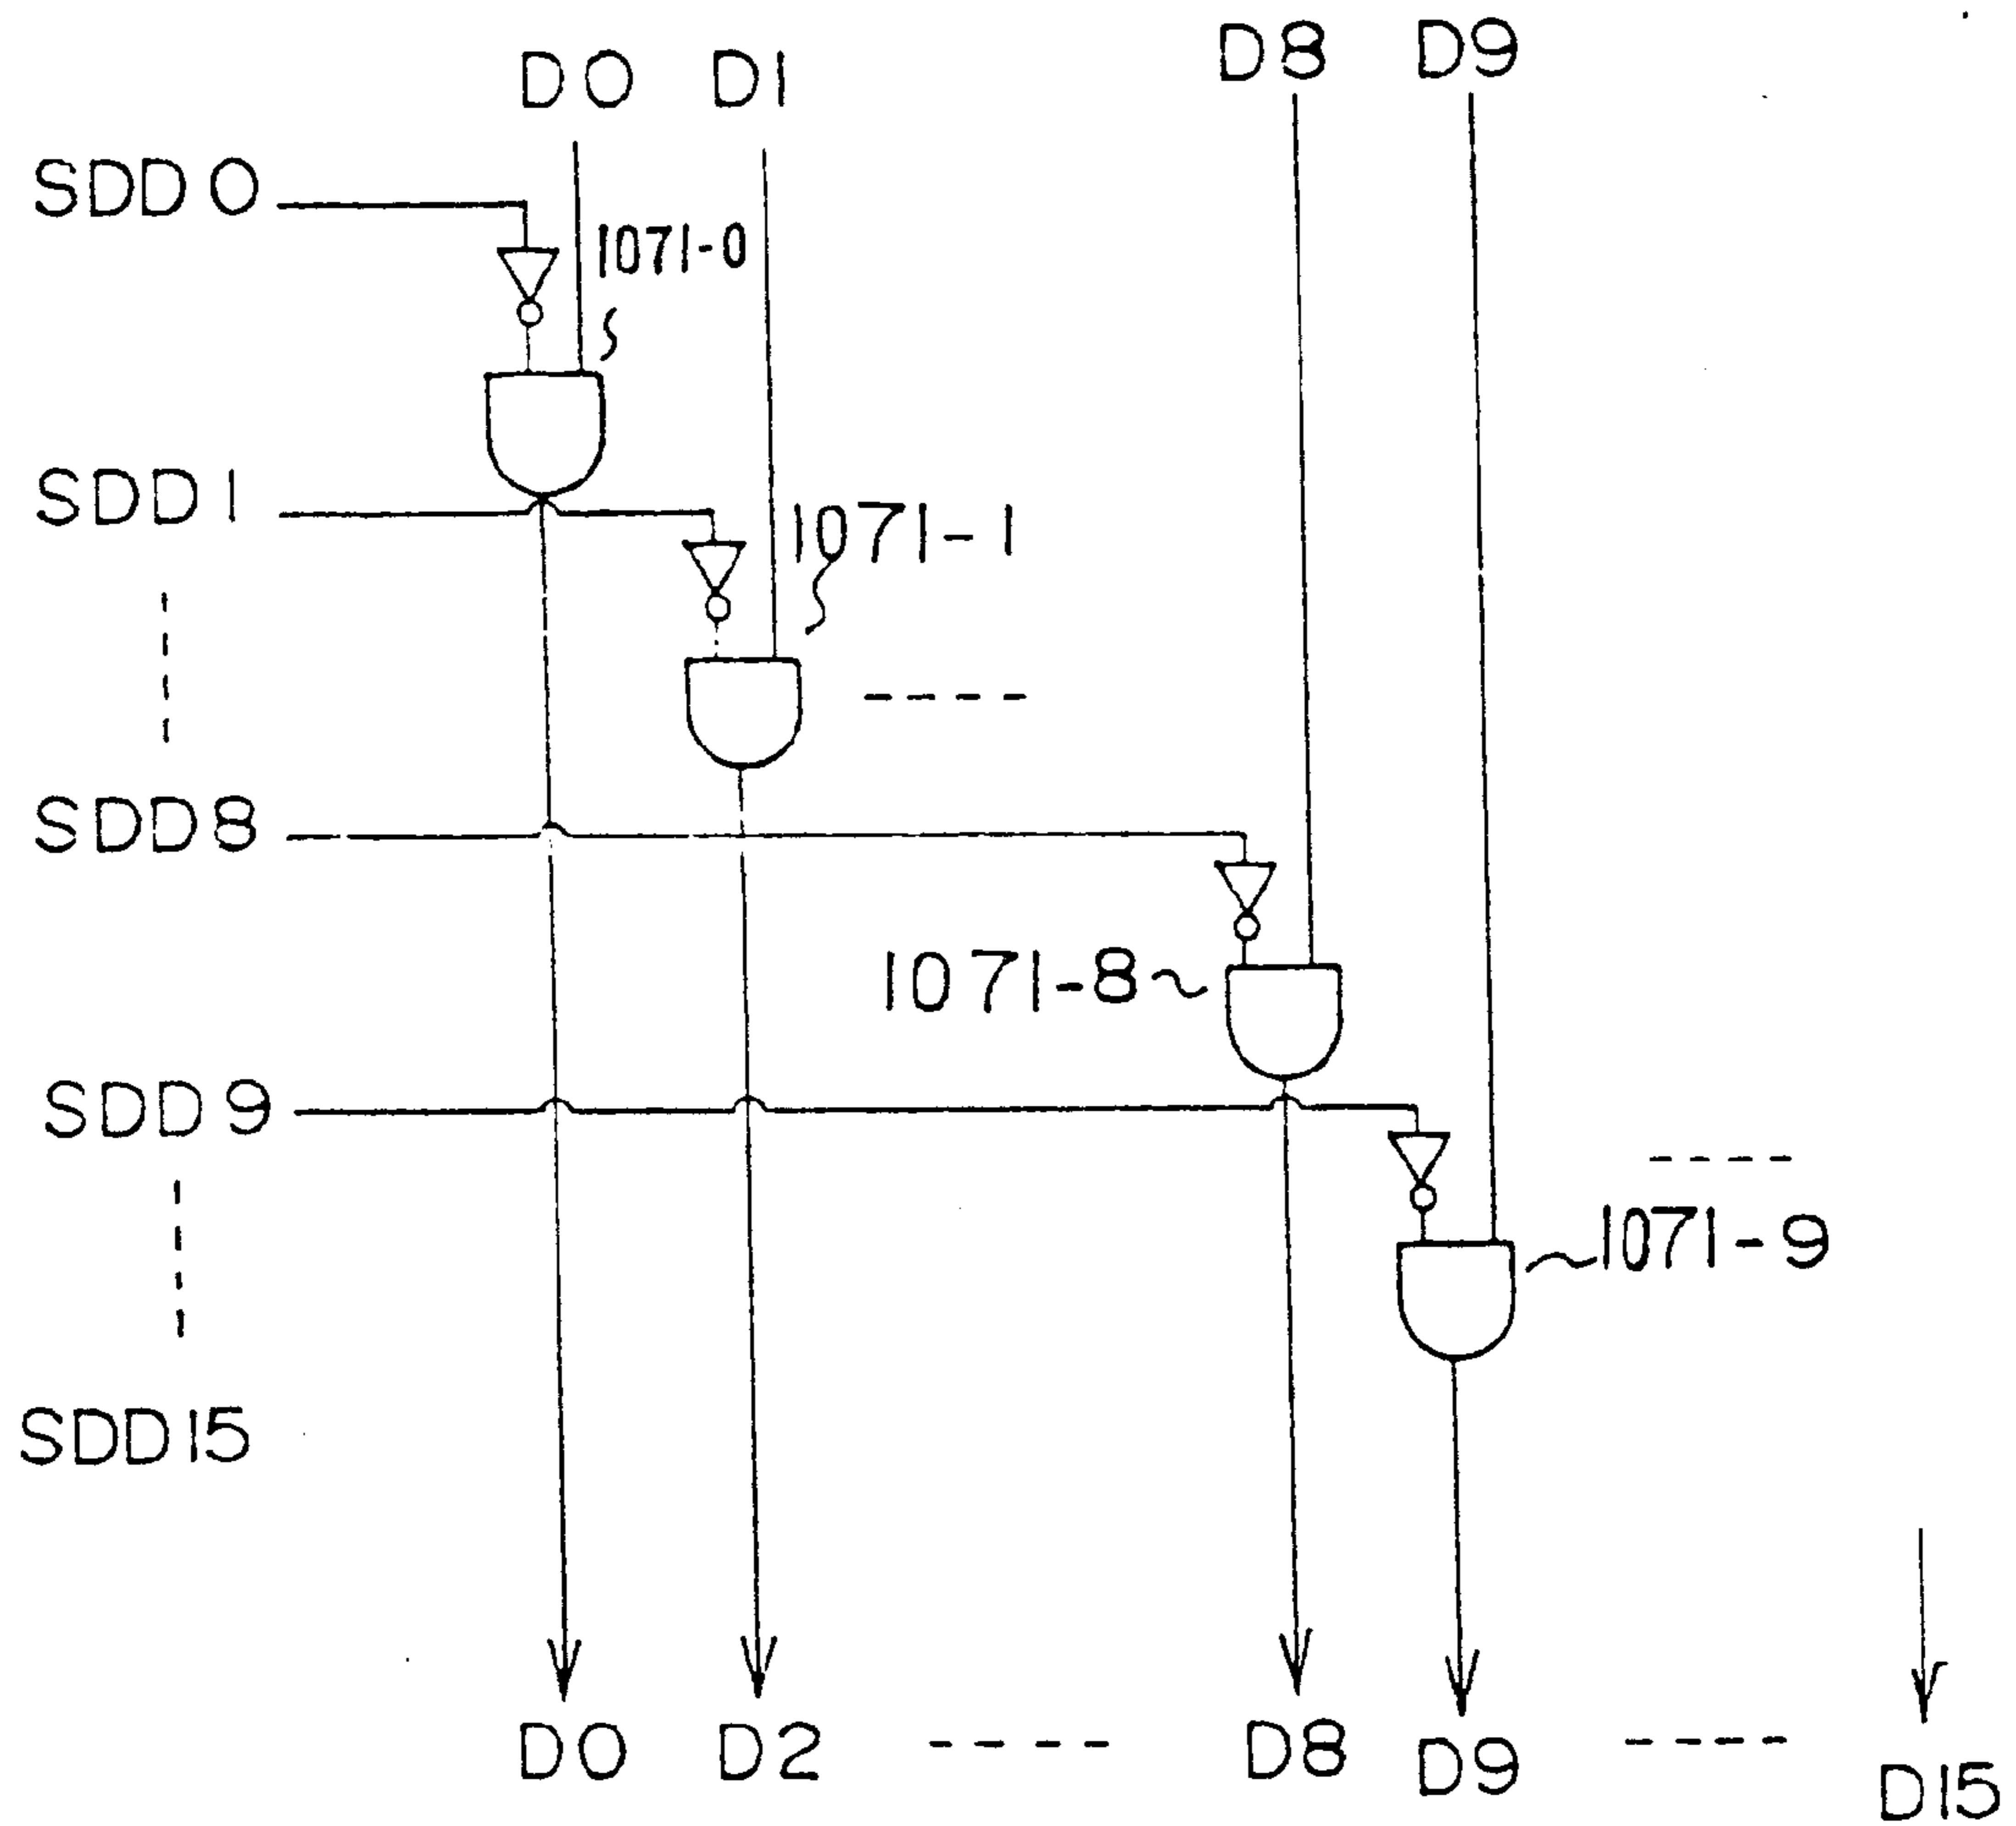 D0 D1 D8 D9
SDD0
1071-0
SDD1
1071-1
SDD8
1071-8
SDD9
1071-9
SDD15
D0 D2 ---- D8 D9 ---- D15